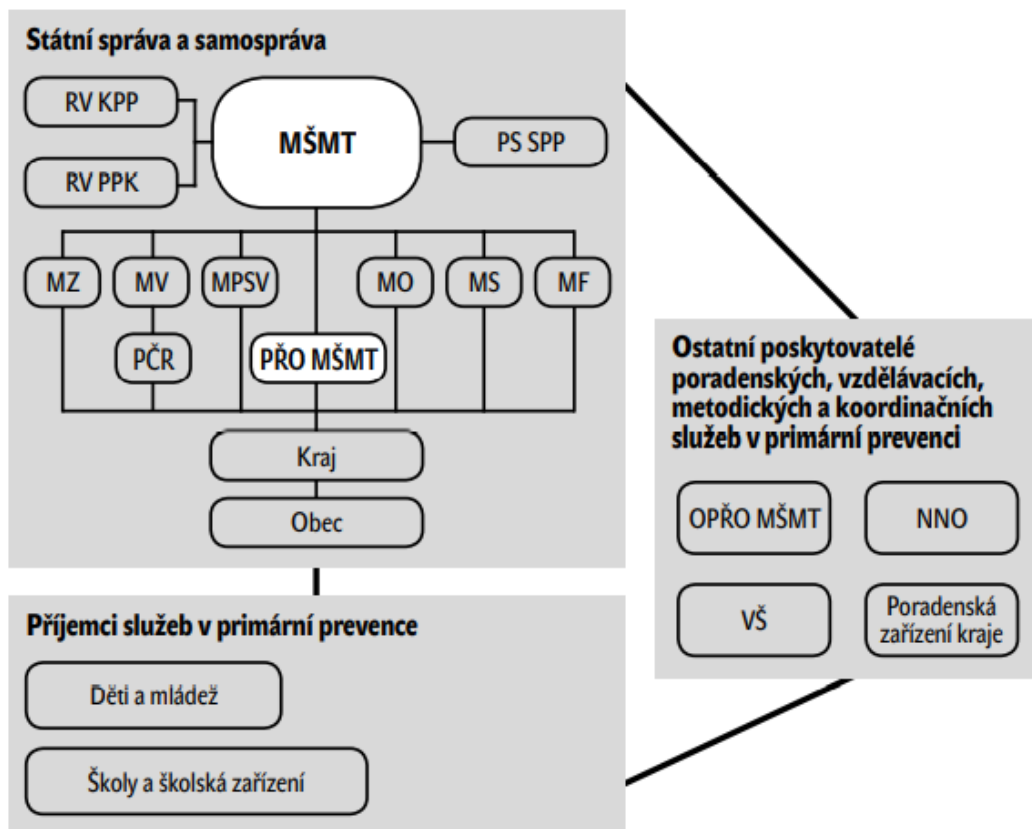 Státní správa a samospráva
RV KPP
MŠMT
PS SPP
RV PPK
MZ
MV
MPSV
MO
MS
MF
PČR
PŘO MŠMT
Kraj
Obec
Ostatní poskytovatelé
poradenských, vzdělávacích,
metodických a koordinačních
služeb v primární prevenci
OPŘO MŠMT
NNO
VŠ
Poradenská
zařízení kraje
Příjemci služeb v primární prevence
Děti a mládež
Školy a školská zařízení